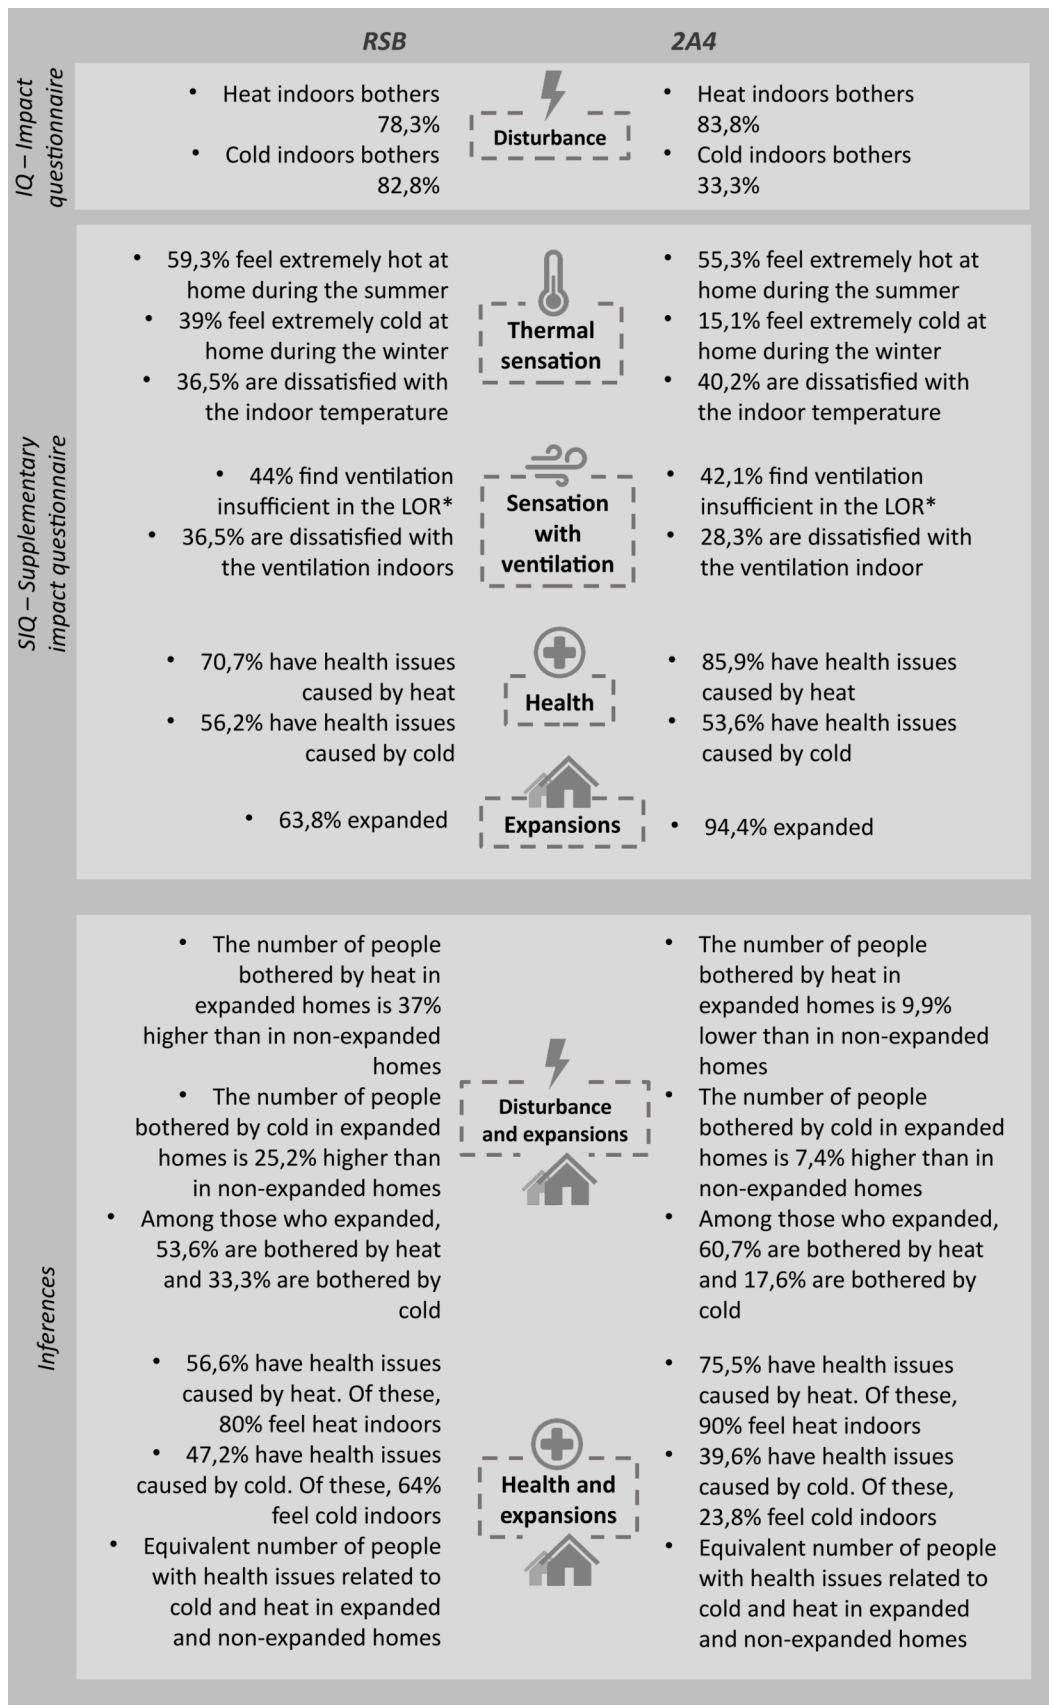 RSB
2A4
IQ – Impact
questionnaire
• Heat indoors bothers
78,3%
• Cold indoors bothers
82,8%
Disturbance
• Heat indoors bothers
83,8%
• Cold indoors bothers
33,3%
SIQ – Supplementary
impact questionnaire
• 59,3% feel extremely hot at
home during the summer
• 39% feel extremely cold at
home during the winter
• 36,5% are dissatisfied with
the indoor temperature
Thermal
sensation
• 55,3% feel extremely hot at
home during the summer
• 15,1% feel extremely cold at
home during the winter
• 40,2% are dissatisfied with
the indoor temperature
• 44% find ventilation
insufficient in the LOR*
• 36,5% are dissatisfied with
the ventilation indoors
Sensation
with
ventilation
• 42,1% find ventilation
insufficient in the LOR*
• 28,3% are dissatisfied with
the ventilation indoor
• 70,7% have health issues
caused by heat
• 56,2% have health issues
caused by cold
Health
• 85,9% have health issues
caused by heat
• 53,6% have health issues
caused by cold
• 63,8% expanded
Expansions
• 94,4% expanded
Inferences
• The number of people
bothered by heat in
expanded homes is 37%
higher than in non-expanded
homes
• The number of people
bothered by cold in expanded
homes is 25,2% higher than
in non-expanded homes
• Among those who expanded,
53,6% are bothered by heat
and 33,3% are bothered by
cold
Disturbance
and expansions
• The number of people
bothered by heat in
expanded homes is 9,9%
lower than in non-expanded
homes
• The number of people
bothered by cold in expanded
homes is 7,4% higher than in
non-expanded homes
• Among those who expanded,
60,7% are bothered by heat
and 17,6% are bothered by
cold
• 56,6% have health issues
caused by heat. Of these,
80% feel heat indoors
• 47,2% have health issues
caused by cold. Of these, 64%
feel cold indoors
• Equivalent number of people
with health issues related to
cold and heat in expanded
and non-expanded homes
Health and
expansions
• 75,5% have health issues
caused by heat. Of these,
90% feel heat indoors
• 39,6% have health issues
caused by cold. Of these,
23,8% feel cold indoors
• Equivalent number of people
with health issues related to
cold and heat in expanded
and non-expanded homes